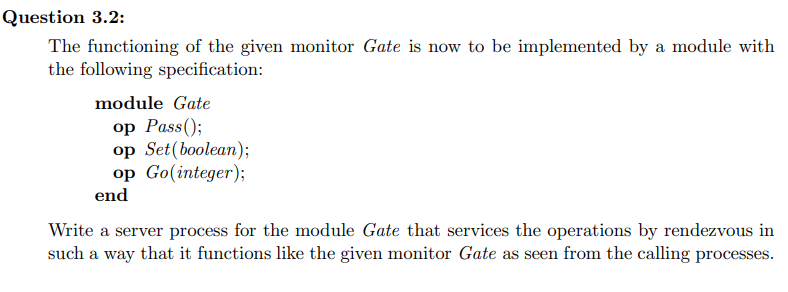 Question 3.2:
The functioning of the given monitor Gate is now to be implemented by a module with
the following specification:
module Gate
op Pass();
op Set(boolean);
op Go(integer);
end
Write a server process for the module Gate that services the operations by rendezvous in
such a way that it functions like the given monitor Gate as seen from the calling processes.